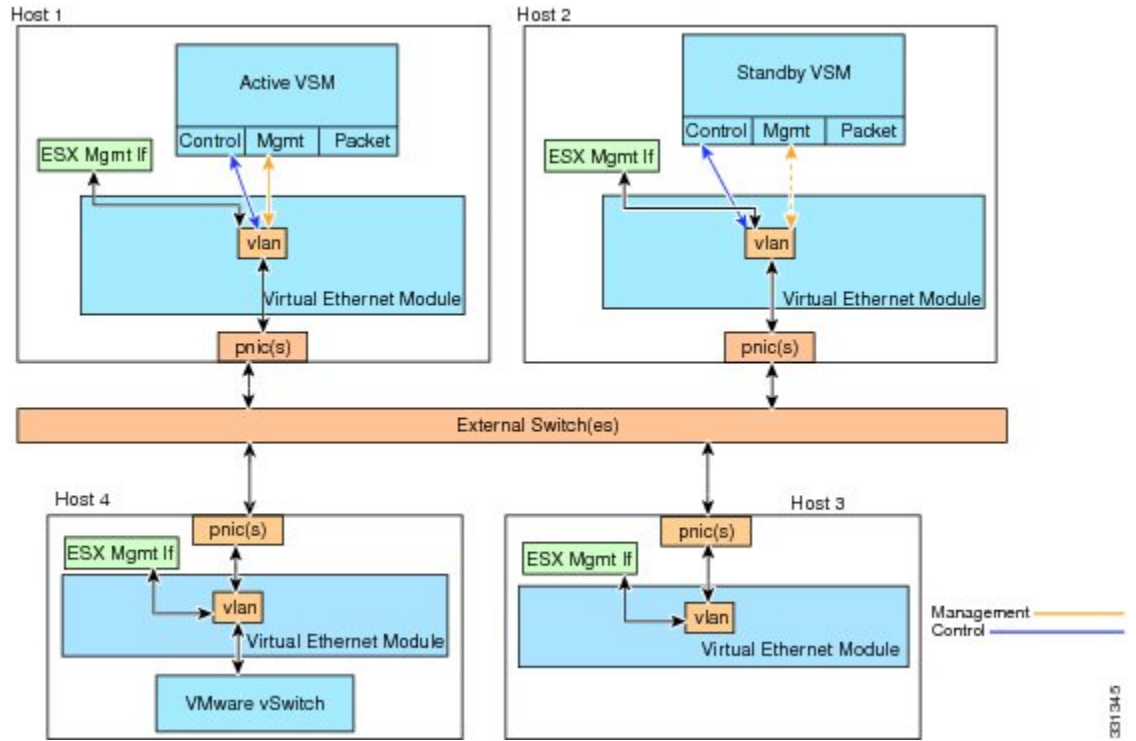 Host 1
Host 2
Active VSM
Control
Mgmt
Packet
ESX Mgmt If
vlan
Virtual Ethernet Module
pnic(s)
Standby VSM
Control
Mgmt
Packet
ESX Mgmt If
vlan
Virtual Ethernet Module
pnic(s)
External Switch(es)
Host 4
pnic(s)
ESX Mgmt If
vlan
Virtual Ethernet Module
VMware vSwitch
Host 3
pnic(s)
ESX Mgmt If
vlan
Virtual Ethernet Module
Management
Control
331345